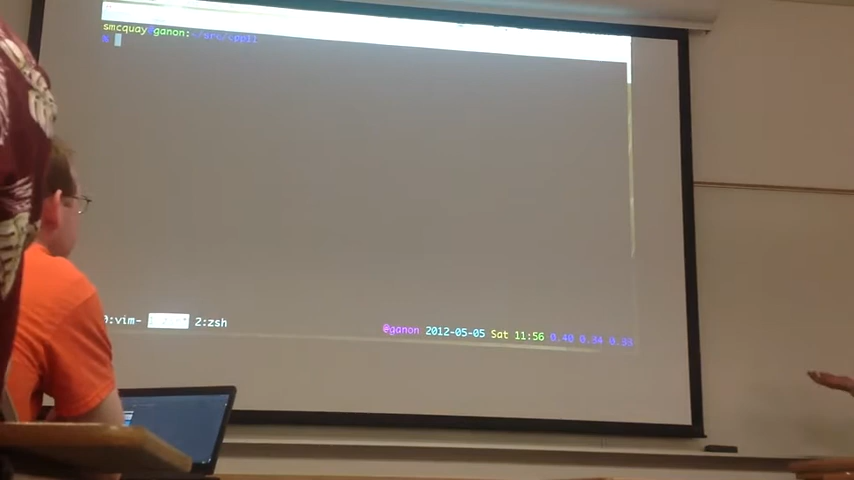 smcquay@ganon:~/src/cpp11
%
0:vim- 2:zsh @ganon 2012-05-05 Sat 11:56 0.40 0.34 0.33